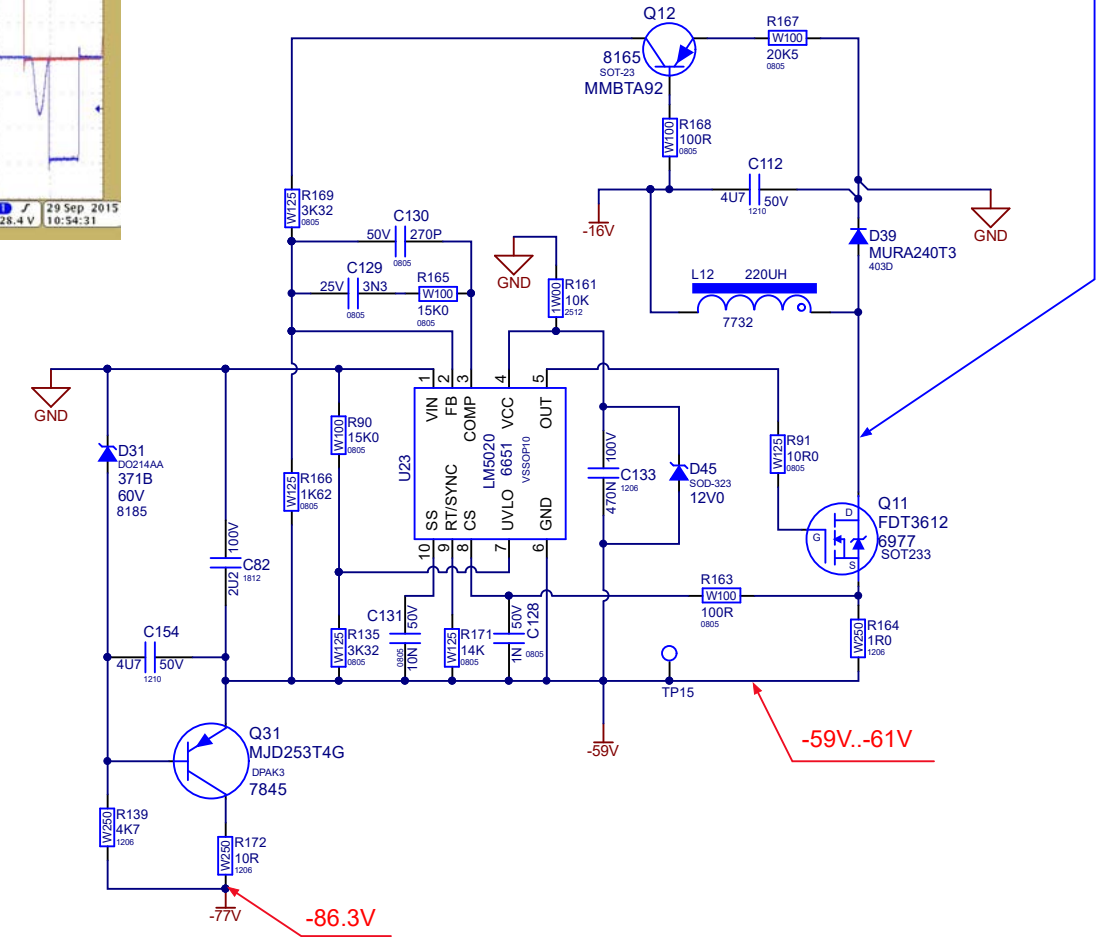 28.4 V
29 Sep 2015
10:54:31
Q12
8165
SOT-23
MMBTA92
R167
W100
20K5
0805
W100
R168
100R
0805
C112
4U7 50V
1210
-16V
GND
D39
MURA240T3
403D
L12 220UH
7732
W125
R169
3K32
0805
C130
50V 270P
0805
C129
25V 3N3
0805
R165
W100
15K0
0805
GND
1W00
R161
10K
2512
GND
D31
DO214AA
371B
60V
8185
W100
R90
15K0
0805
W125
R166
1K62
0805
100V
C82
2U2
1812
1 2 3 4 5
VIN FB COMP VCC OUT
U23
LM5020
6651
VSSOP10
SS RT/SYNC CS UVLO GND
10 9 8 7 6
100V
C133
1206
470N
D45
SOD-323
12V0
W125
R91
10R0
0805
Q11
FDT3612
6977
SOT233
D
G
S
R163
W100
100R
0805
W250
R164
1R0
1206
C154
4U7 50V
1210
W125
R135
3K32
0805
C131
50V
0805
10N
W125
R171
14K
0805
50V
C128
1N
0805
TP15
-59V
-59V..-61V
Q31
MJD253T4G
DPAK3
7845
W250
R139
4K7
1206
W250
R172
10R
1206
-77V
-86.3V